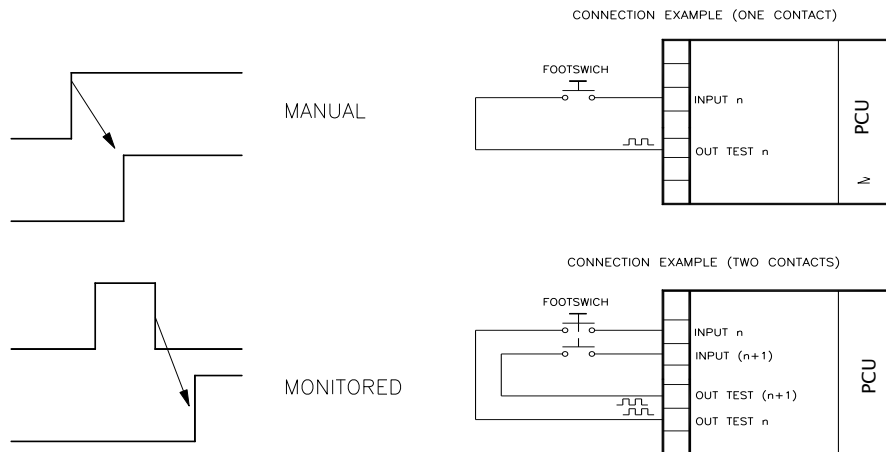 CONNECTION EXAMPLE (ONE CONTACT)
FOOTSWICH
MANUAL
INPUT n
OUT TEST n
PCU
CONNECTION EXAMPLE (TWO CONTACTS)
FOOTSWICH
INPUT n
INPUT (n+1)
MONITORED
OUT TEST (n+1)
OUT TEST n
PCU